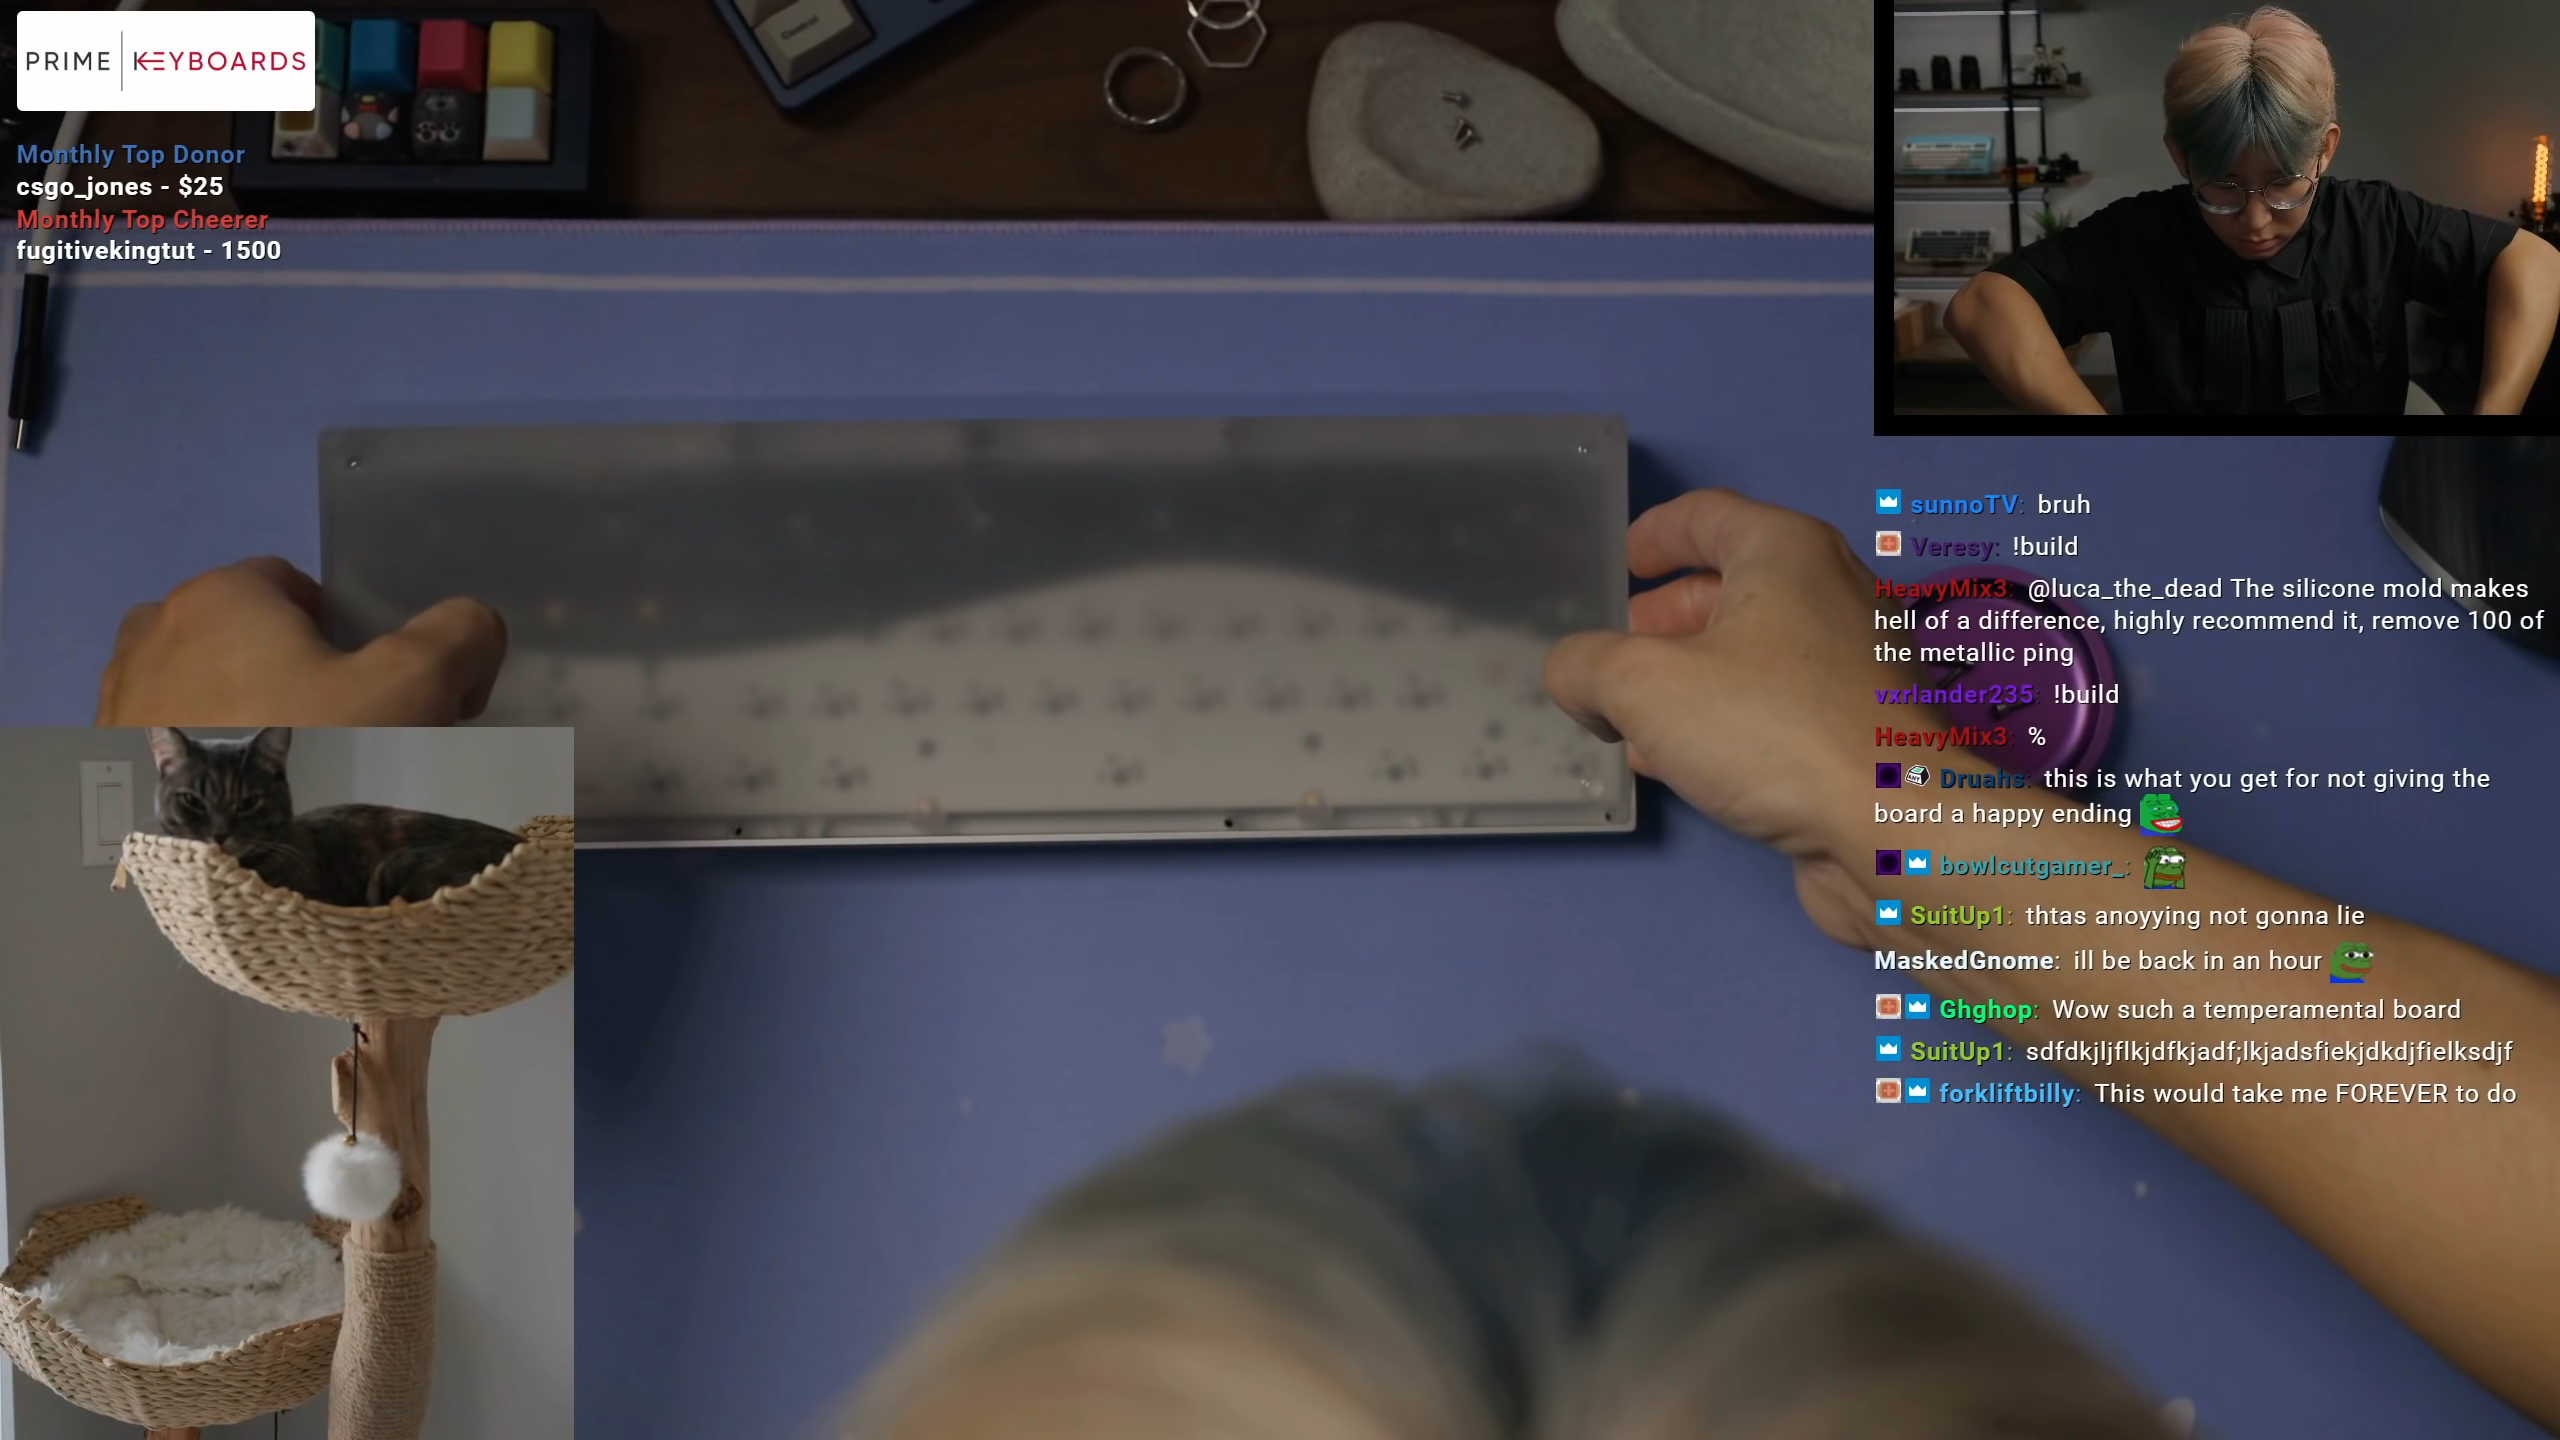 PRIME | KEYBOARDS
Monthly Top Donor
csgo_jones - $25
Monthly Top Cheerer
fugitivekingtut - 1500
Control
sunnoTV: bruh
Veresy: !build
HeavyMix3: @luca_the_dead The silicone mold makes
hell of a difference, highly recommend it, remove 100 of
the metallic ping
vxrlander235: !build
HeavyMix3: %
Druahs: this is what you get for not giving the
board a happy ending
bowlcutgamer_:
SuitUp1: thtas anoyying not gonna lie
MaskedGnome: ill be back in an hour
Ghghop: Wow such a temperamental board
SuitUp1: sdfdkjljflkjdfkjadf;lkjadsfiekjdkdjfielksdjf
forkliftbilly: This would take me FOREVER to do